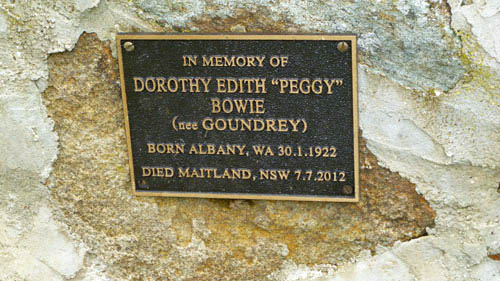 IN MEMORY OF
DOROTHY EDITH "PEGGY"
BOWIE
(nee GOUNDREY)
BORN ALBANY, WA 30.1.1922
DIED MAITLAND, NSW 7.7.2012